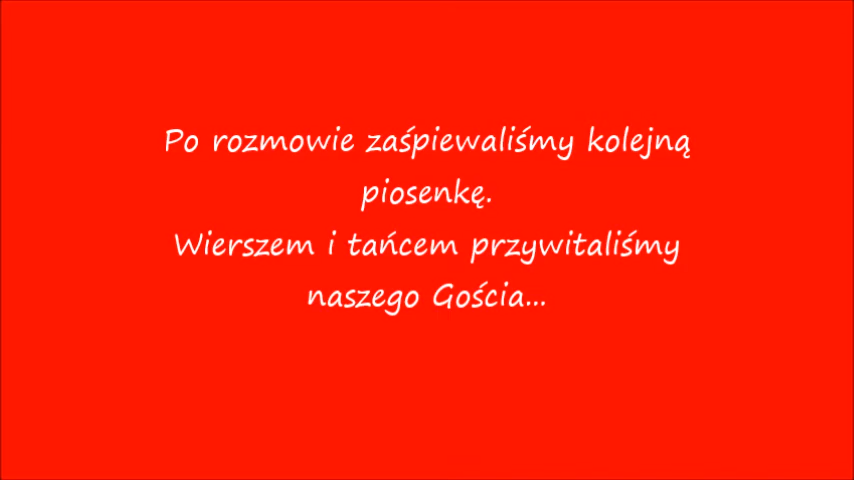 Po rozmowie zaśpiewaliśmy kolejną
piosenkę.
Wierszem i tańcem przywitaliśmy
naszego Gościa...